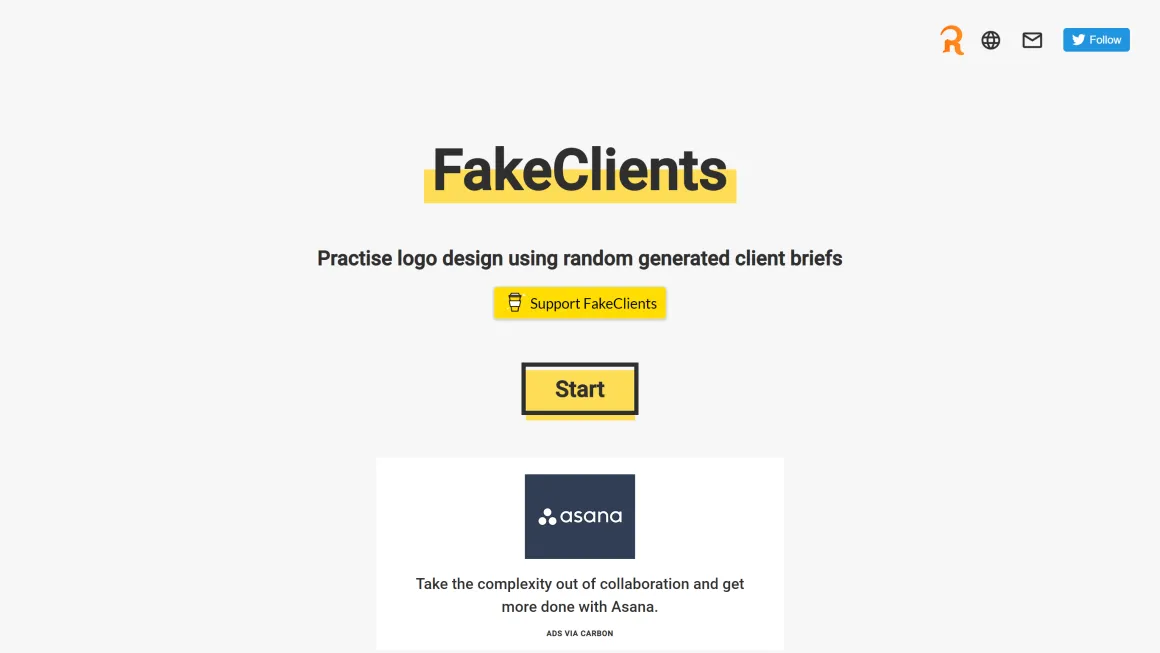 Follow
FakeClients
Practise logo design using random generated client briefs
Support FakeClients
Start
asana
Take the complexity out of collaboration and get
more done with Asana.
ADS VIA CARBON